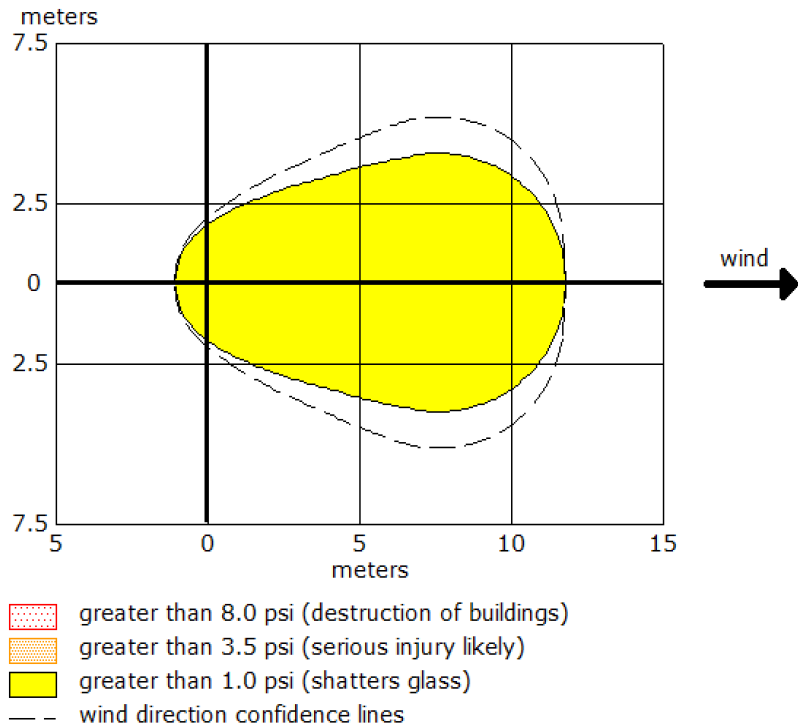 meters
7.5
2.5
0
2.5
7.5
5 0 5 10 15
meters
wind
greater than 8.0 psi (destruction of buildings)
greater than 3.5 psi (serious injury likely)
greater than 1.0 psi (shatters glass)
wind direction confidence lines